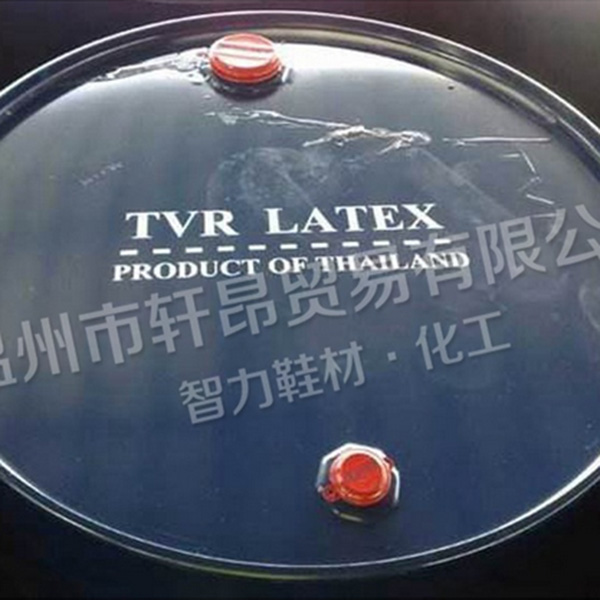 TVR LATEX
PRODUCT OF THAILAND
温州市轩昂贸易有限公
智力鞋材·化工